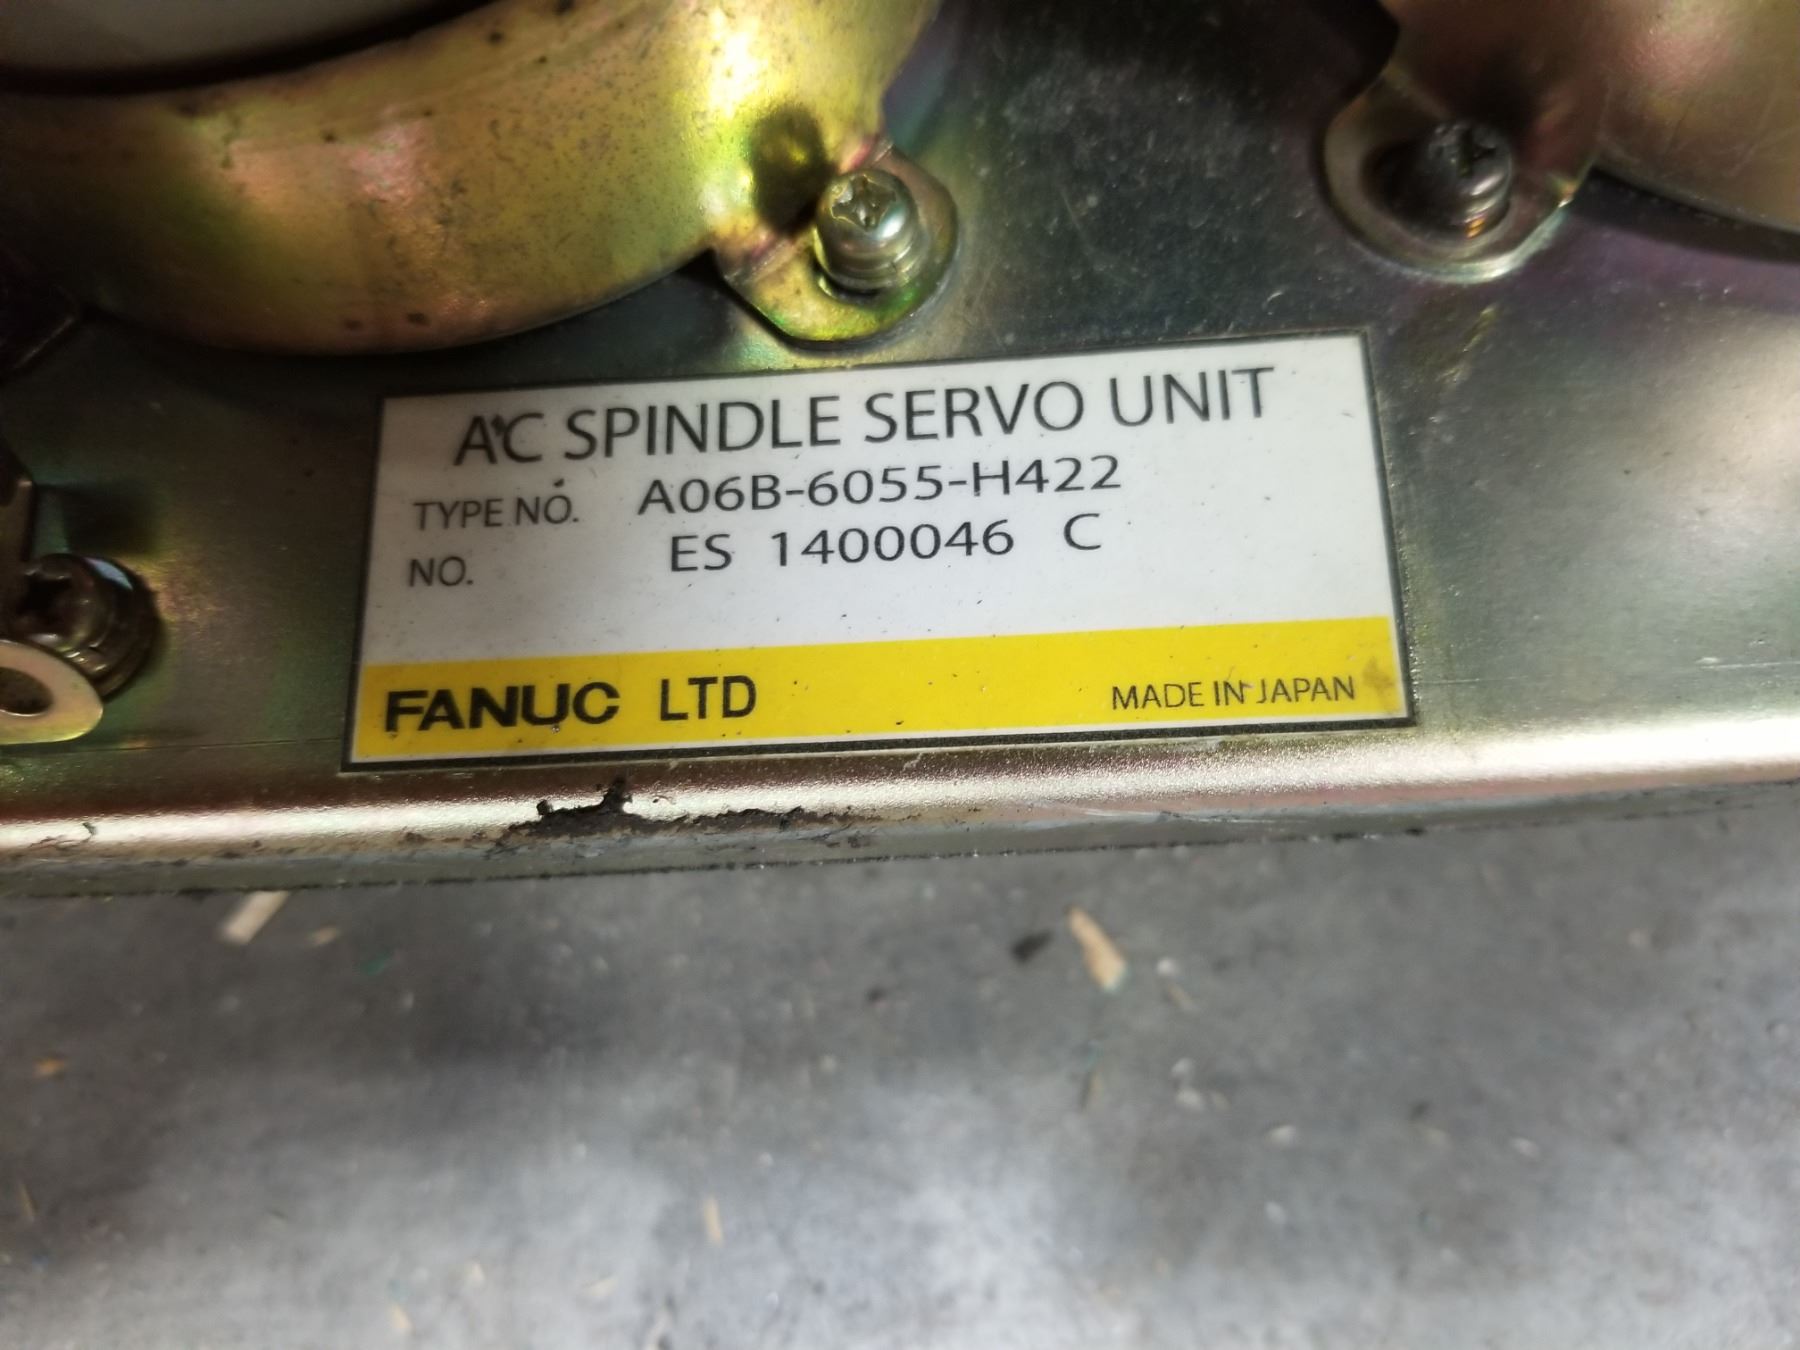 AC SPINDLE SERVO UNIT
TYPE NO. A06B-6055-H422
NO. ES 1400046 C
FANUC LTD MADE IN JAPAN